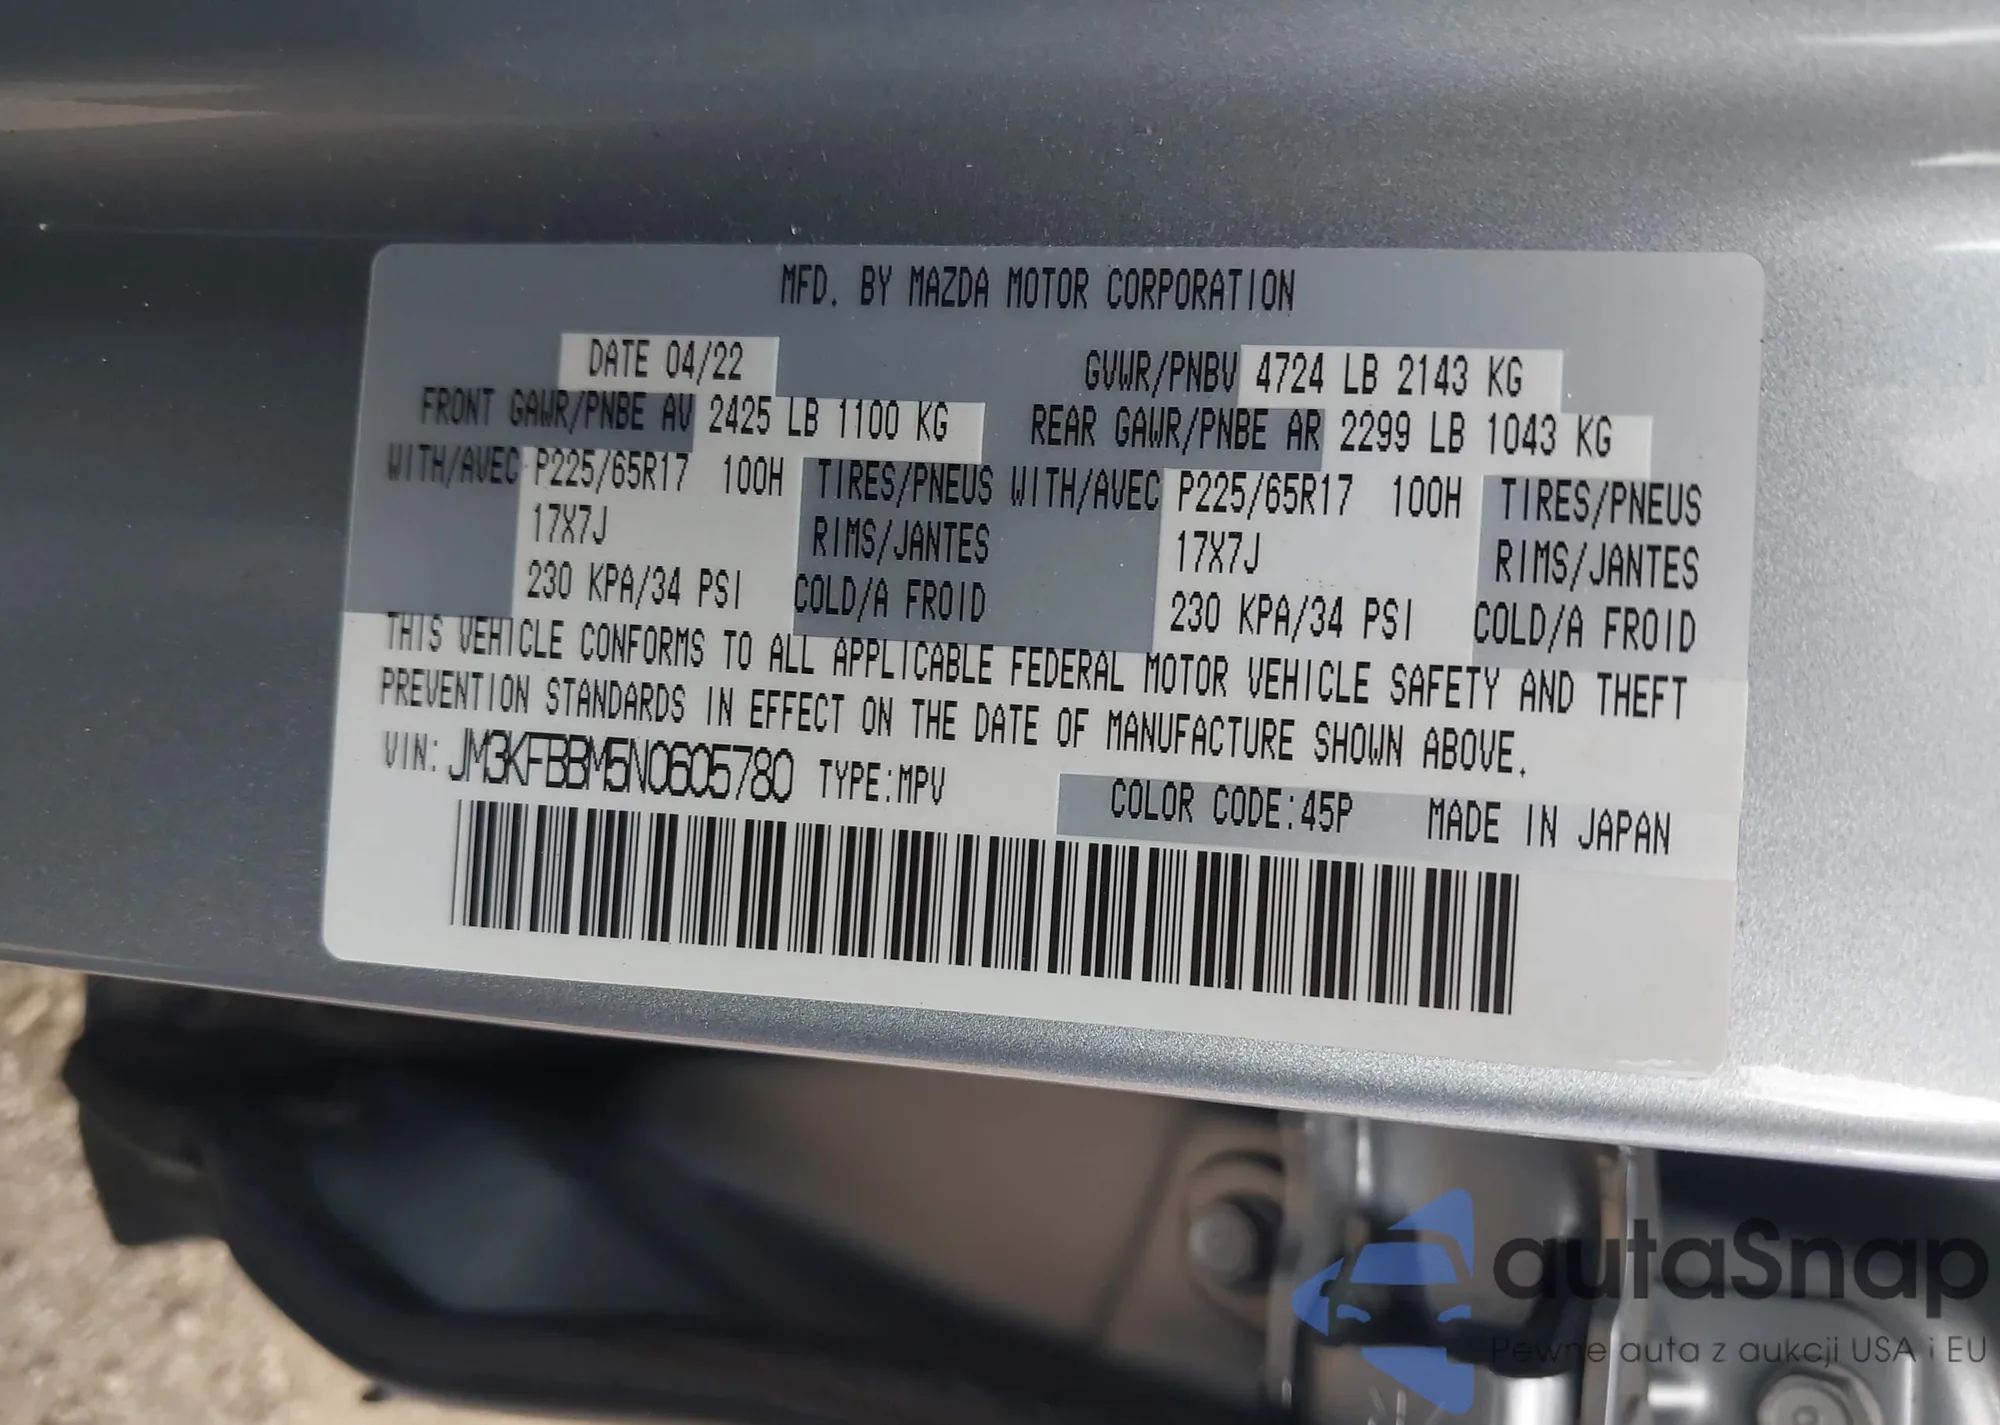 MFD. BY MAZDA MOTOR CORPORATION
DATE 04/22 GVWR/PNBV 4724 LB 2143 KG
FRONT GAWR/PNBE AV 2425 LB 1100 KG REAR GAWR/PNBE AR 2299 LB 1043 KG
WITH/AVEC P225/65R17 100H TIRES/PNEUS WITH/AVEC P225/65R17 100H TIRES/PNEUS
17X7J RIMS/JANTES 17X7J RIMS/JANTES
230 KPA/34 PSI COLD/A FROID 230 KPA/34 PSI COLD/A FROID
THIS VEHICLE CONFORMS TO ALL APPLICABLE FEDERAL MOTOR VEHICLE SAFETY AND THEFT
PREVENTION STANDARDS IN EFFECT ON THE DATE OF MANUFACTURE SHOWN ABOVE.
VIN: JM3KFBBM5N0605780 TYPE:MPV COLOR CODE:45P MADE IN JAPAN
autaSnap
Pewne auta z aukcji USA i EU